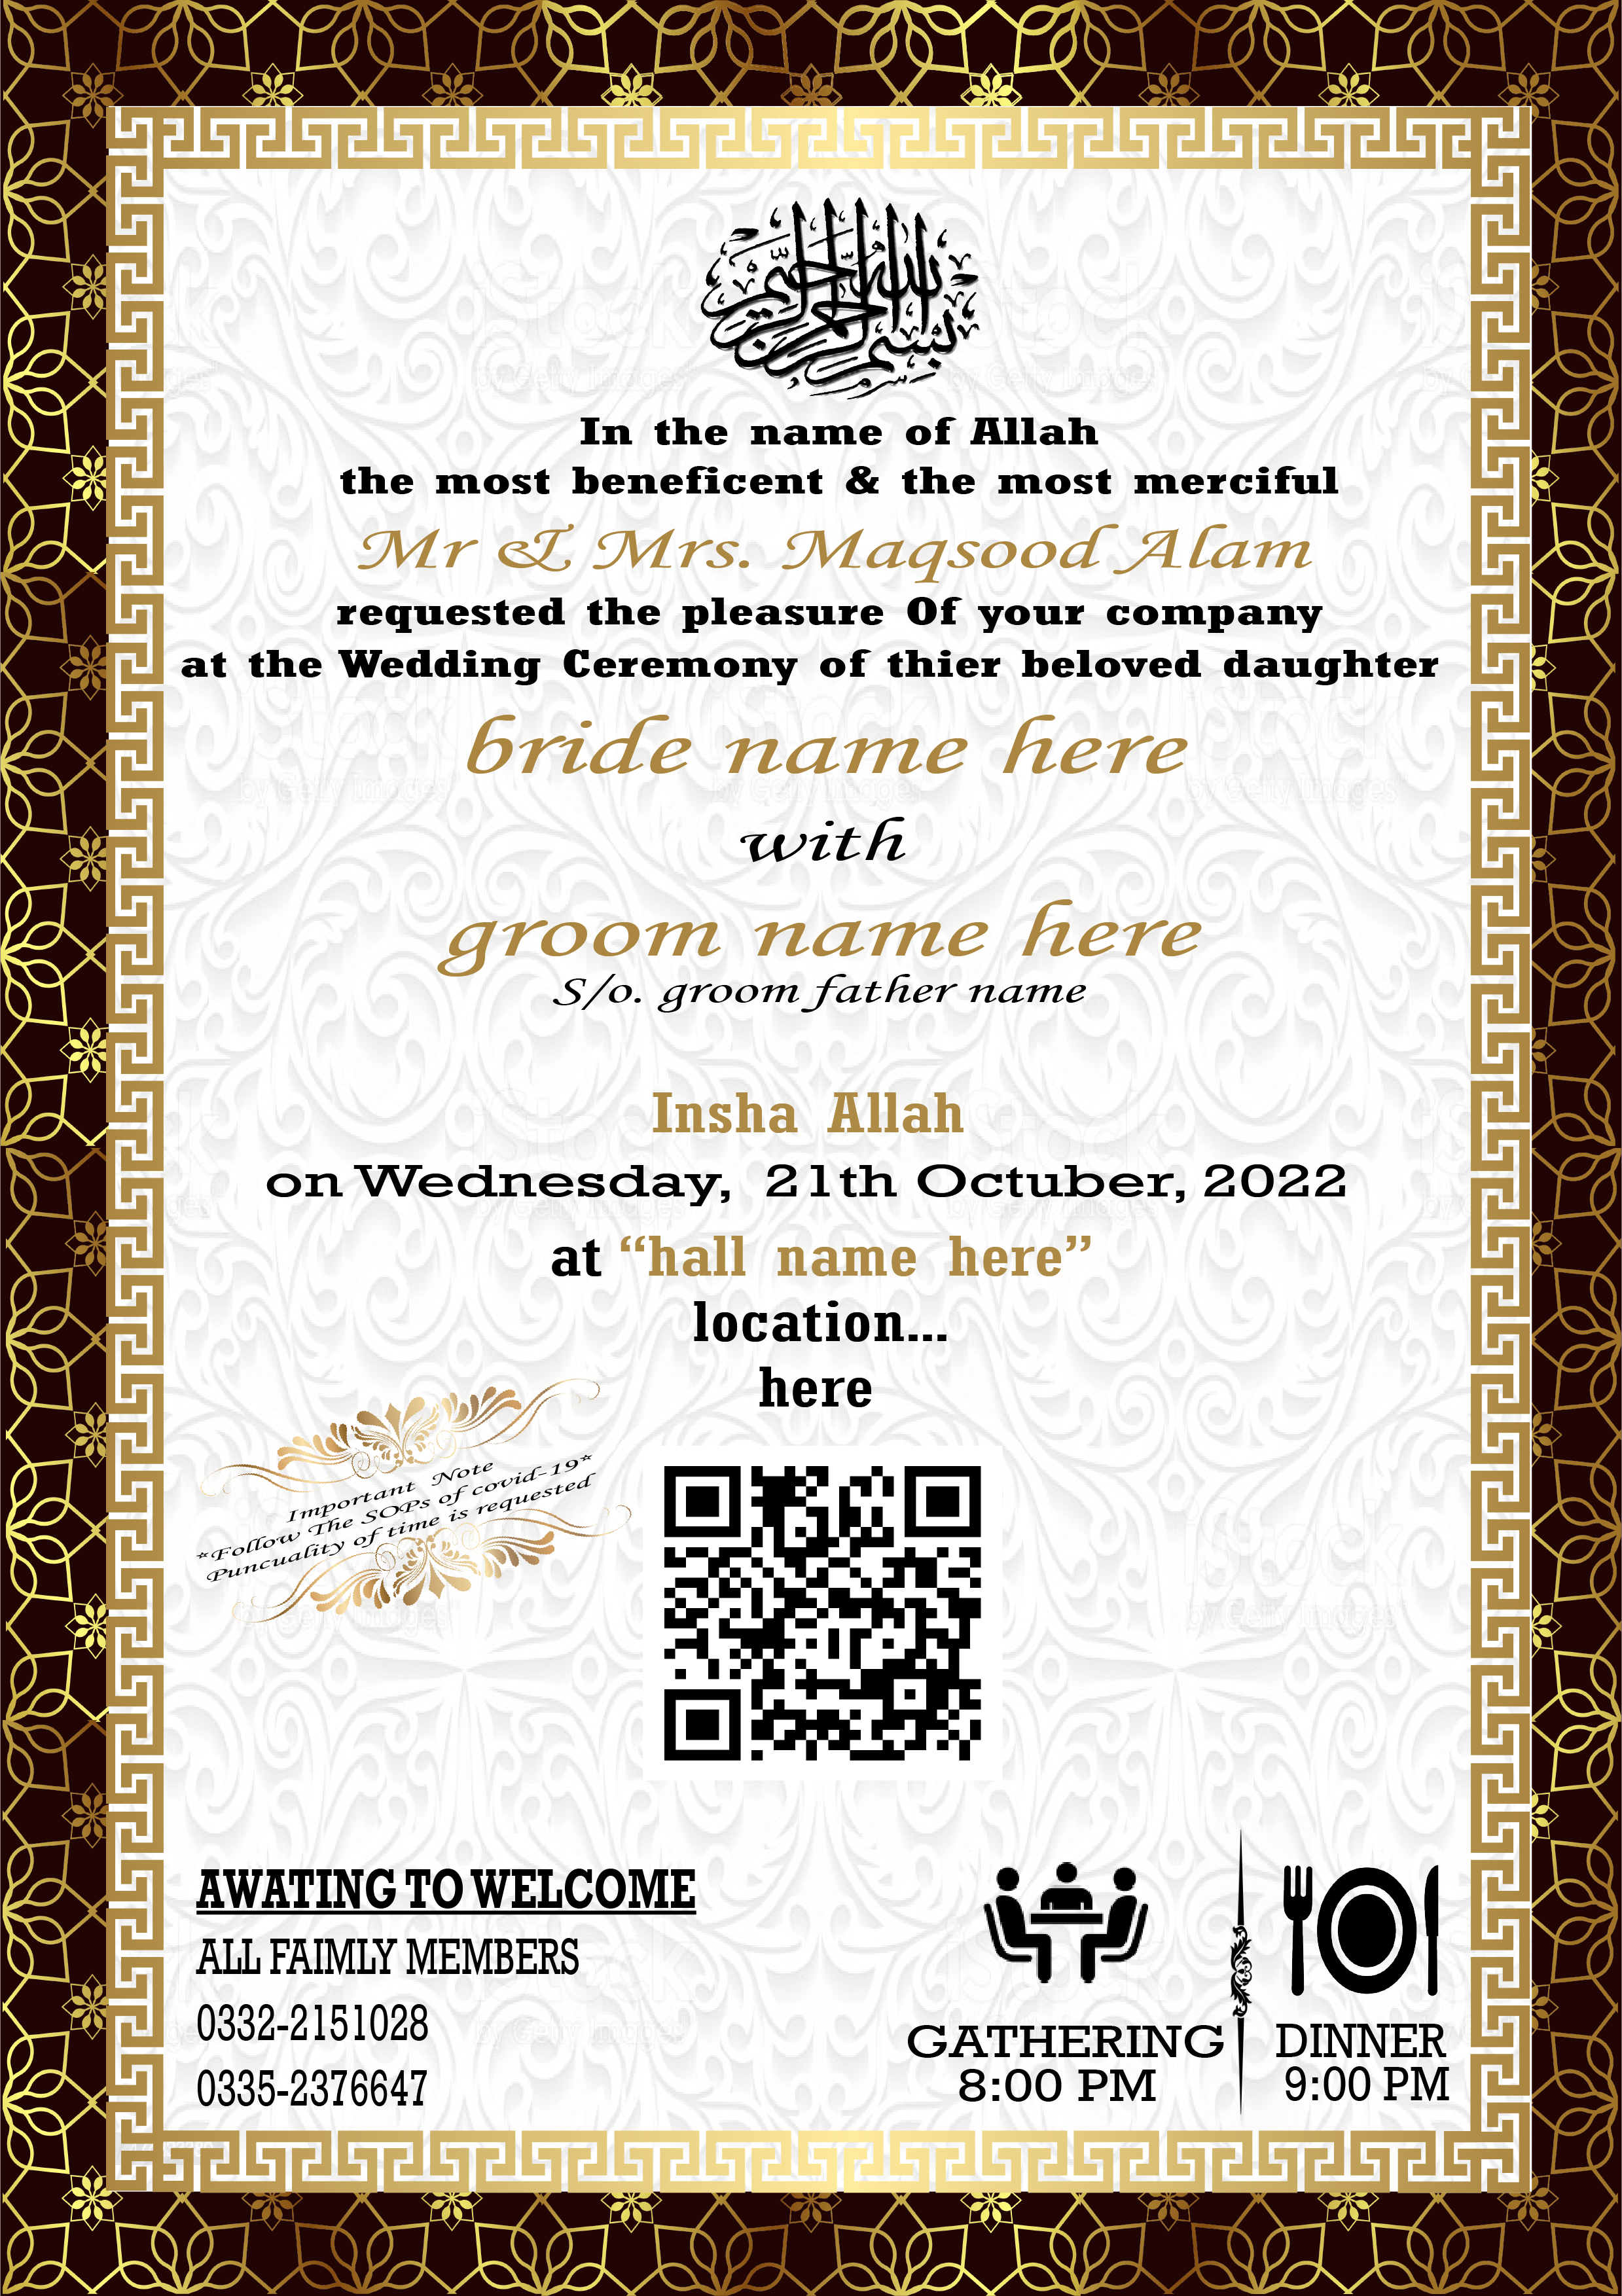 بسم الله الرحمن الرحيم
In the name of Allah
the most beneficent & the most merciful
Mr & Mrs. Maqsood Alam
requested the pleasure Of your company
at the Wedding Ceremony of thier beloved daughter
bride name here
with
groom name here
S/o. groom father name
Insha Allah
on Wednesday, 21th Octuber, 2022
at “hall name here”
location...
here
Important Note
*Follow The SOPs of covid-19*
Puncuality of time is requested
AWATING TO WELCOME
ALL FAIMLY MEMBERS
0332-2151028
0335-2376647
GATHERING
8:00 PM
DINNER
9:00 PM
iStock
by Getty Images